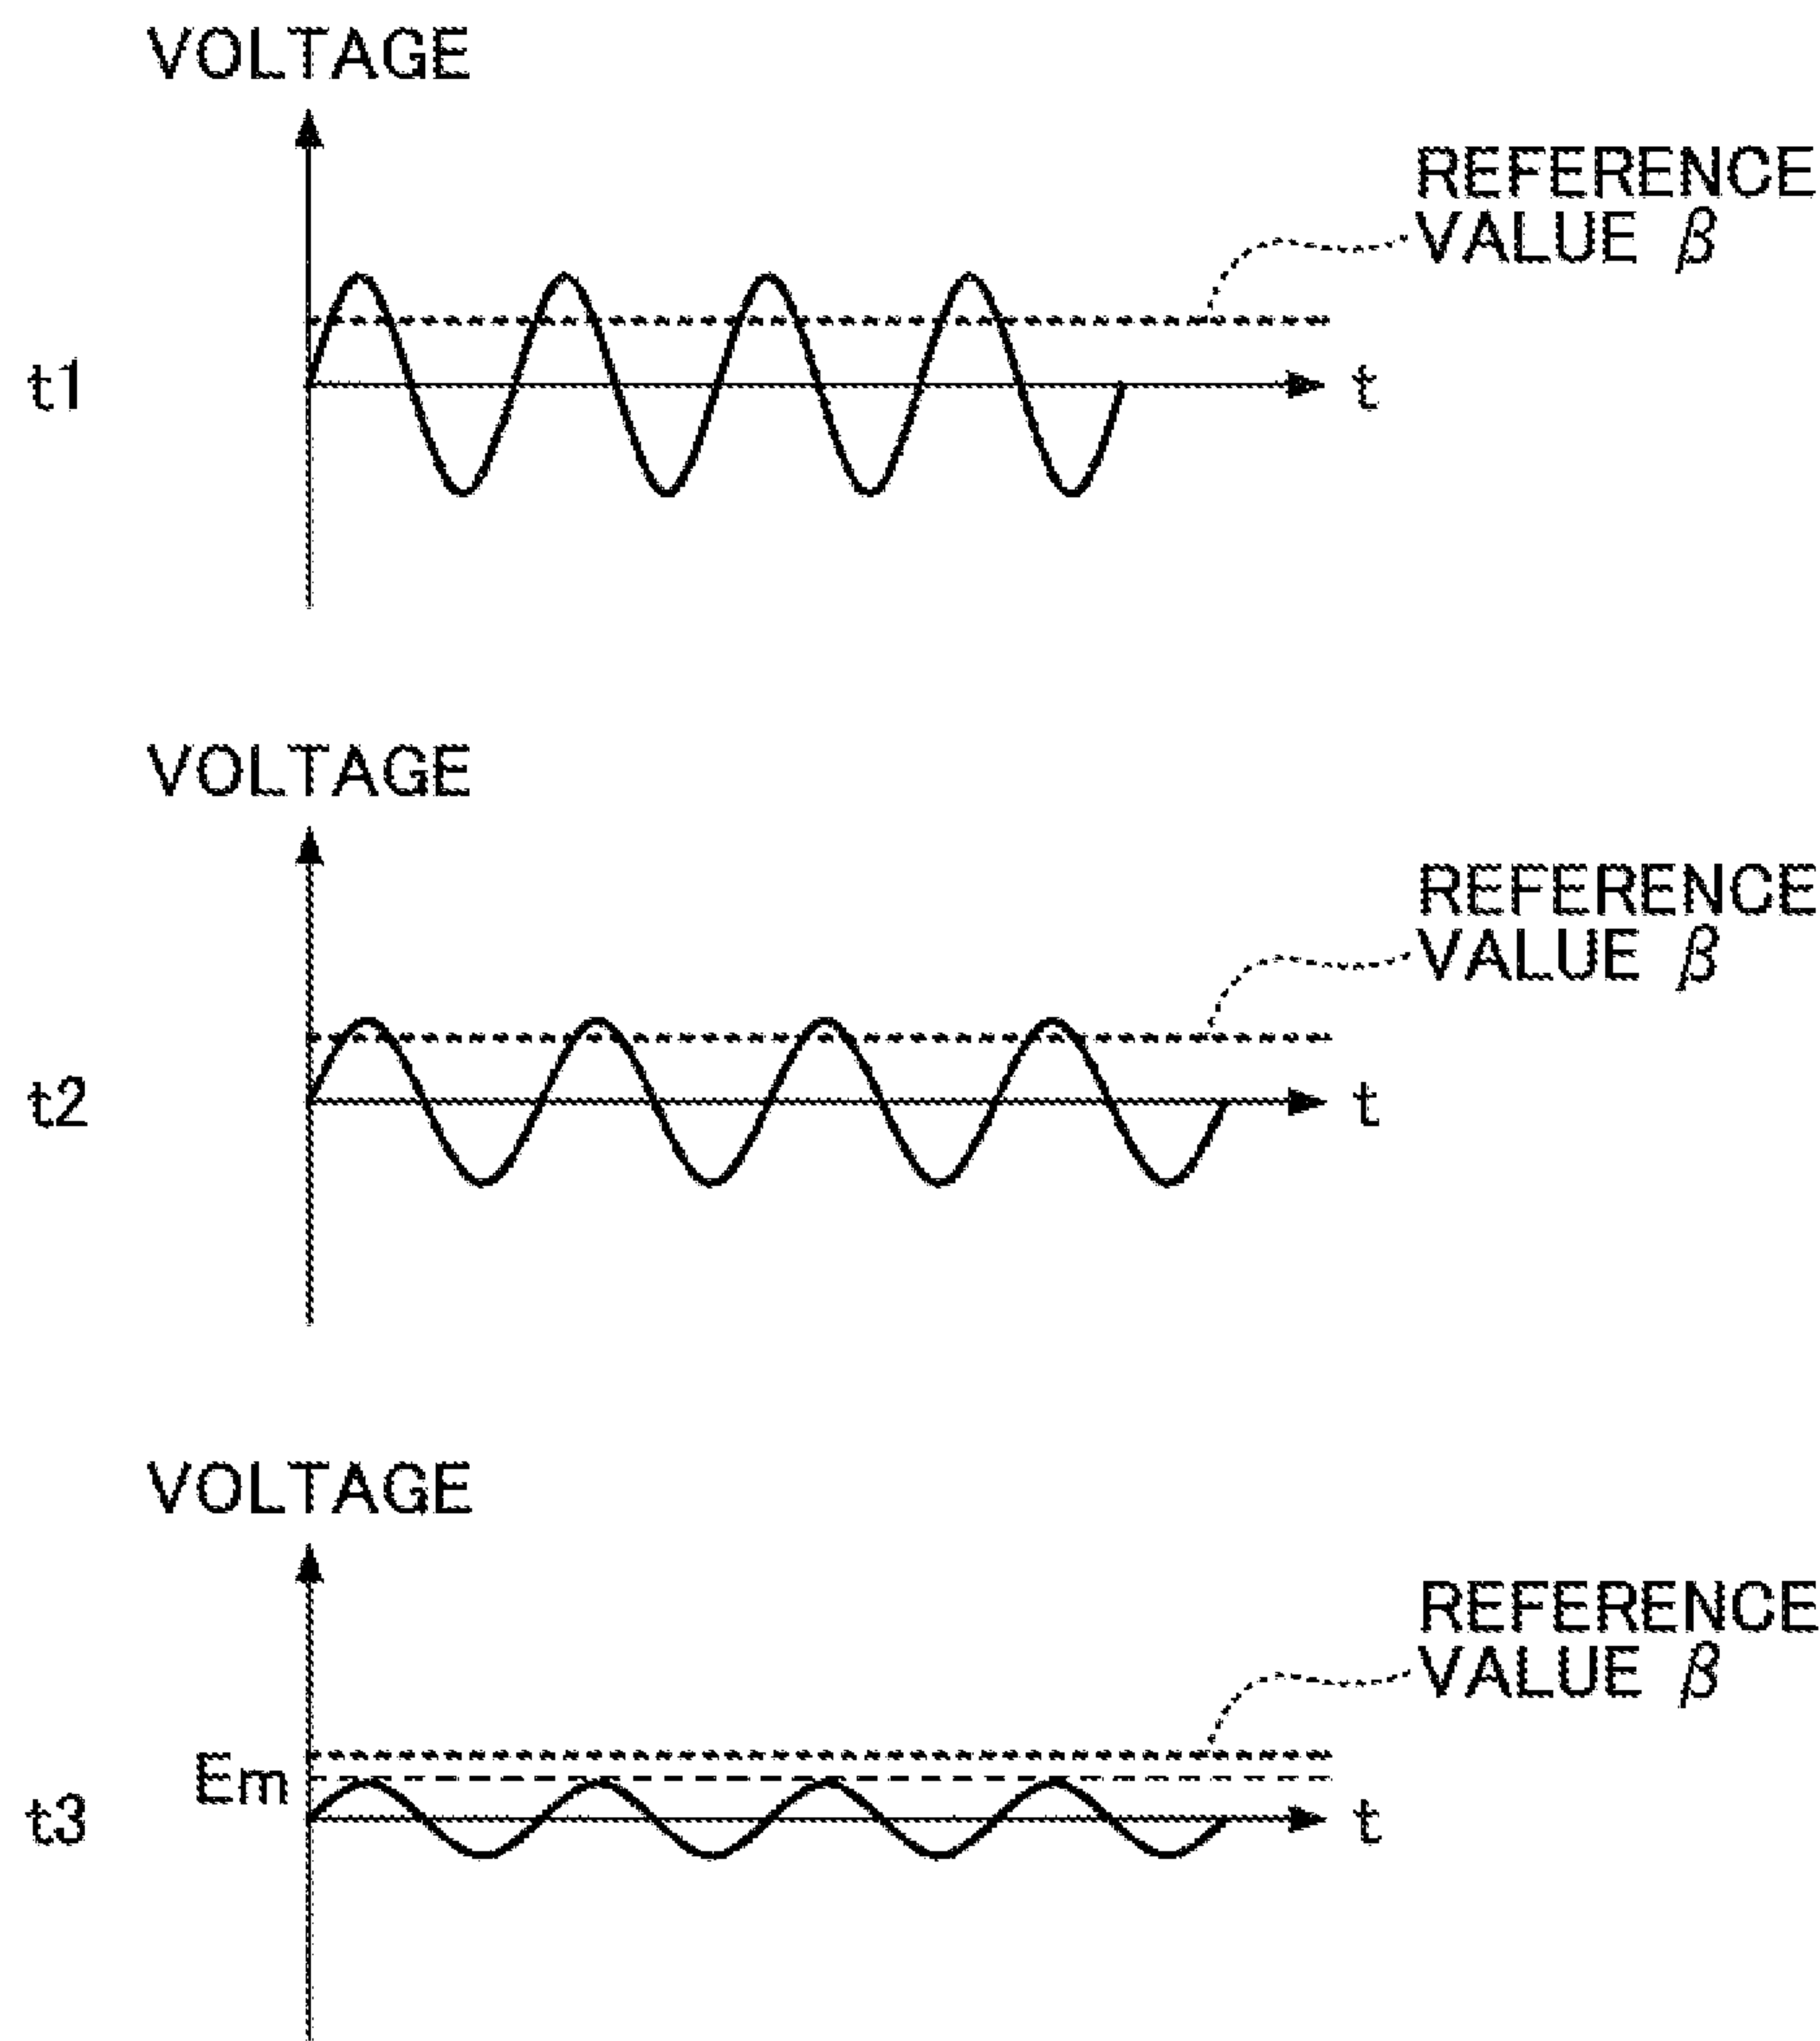 VOLTAGE
REFERENCE
VALUE β
t1
t
VOLTAGE
REFERENCE
VALUE β
t2
t
VOLTAGE
REFERENCE
VALUE β
Em
t3
t